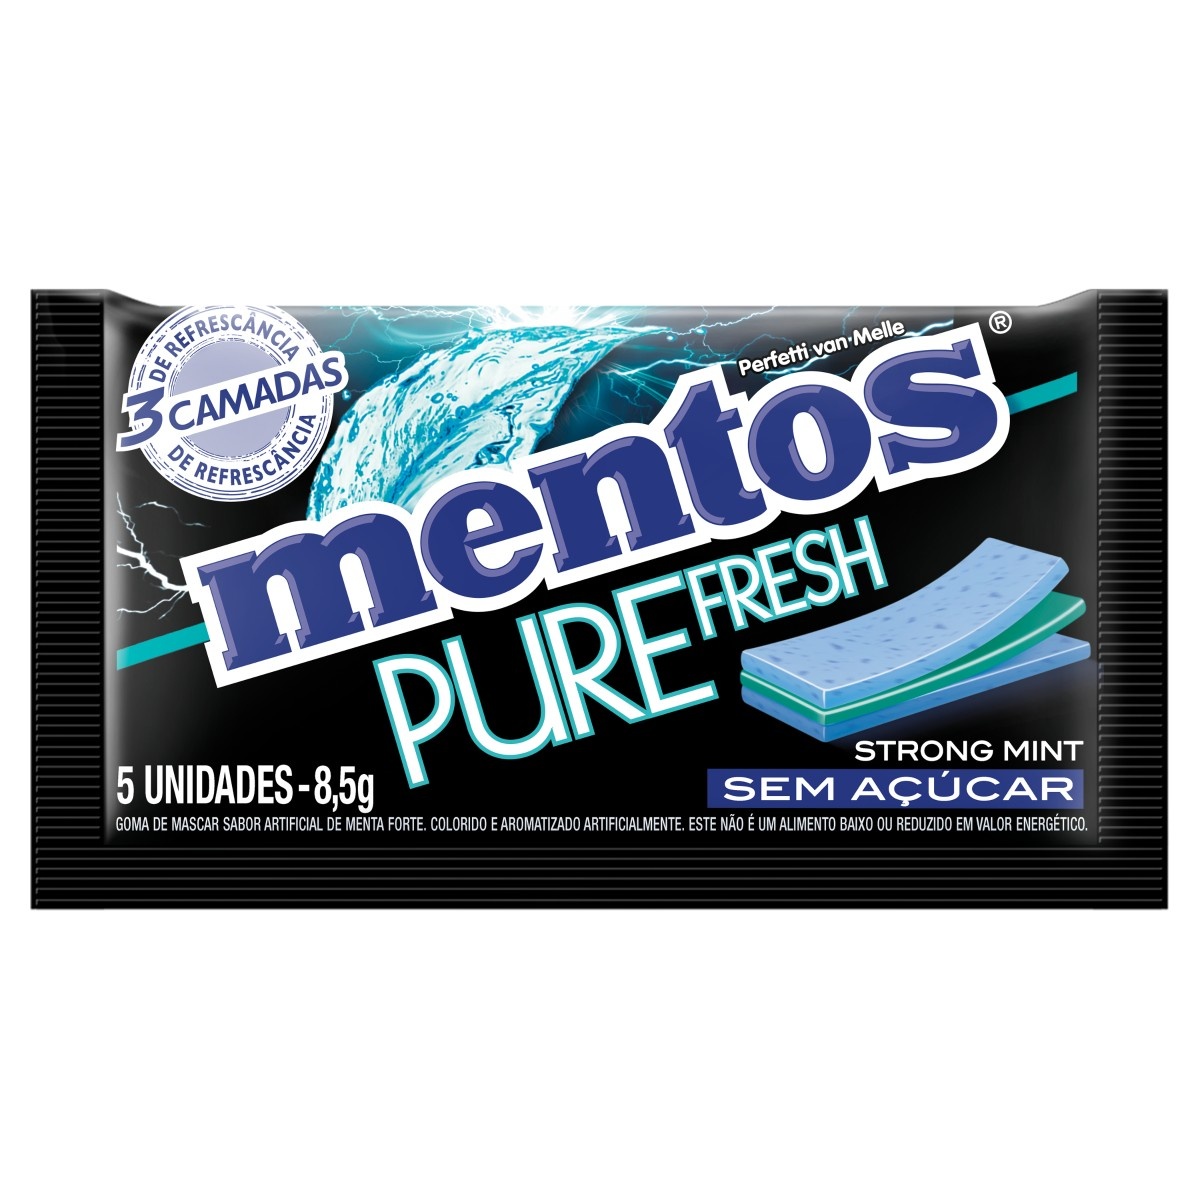 DE REFRESCÂNCIA
3 CAMADAS
DE REFRESCÂNCIA
Perfetti van Melle
mentos®
PURE FRESH
STRONG MINT
SEM AÇÚCAR
5 UNIDADES - 8,5g
GOMA DE MASCAR SABOR ARTIFICIAL DE MENTA FORTE. COLORIDO E AROMATIZADO ARTIFICIALMENTE. ESTE NÃO É UM ALIMENTO BAIXO OU REDUZIDO EM VALOR ENERGÉTICO.